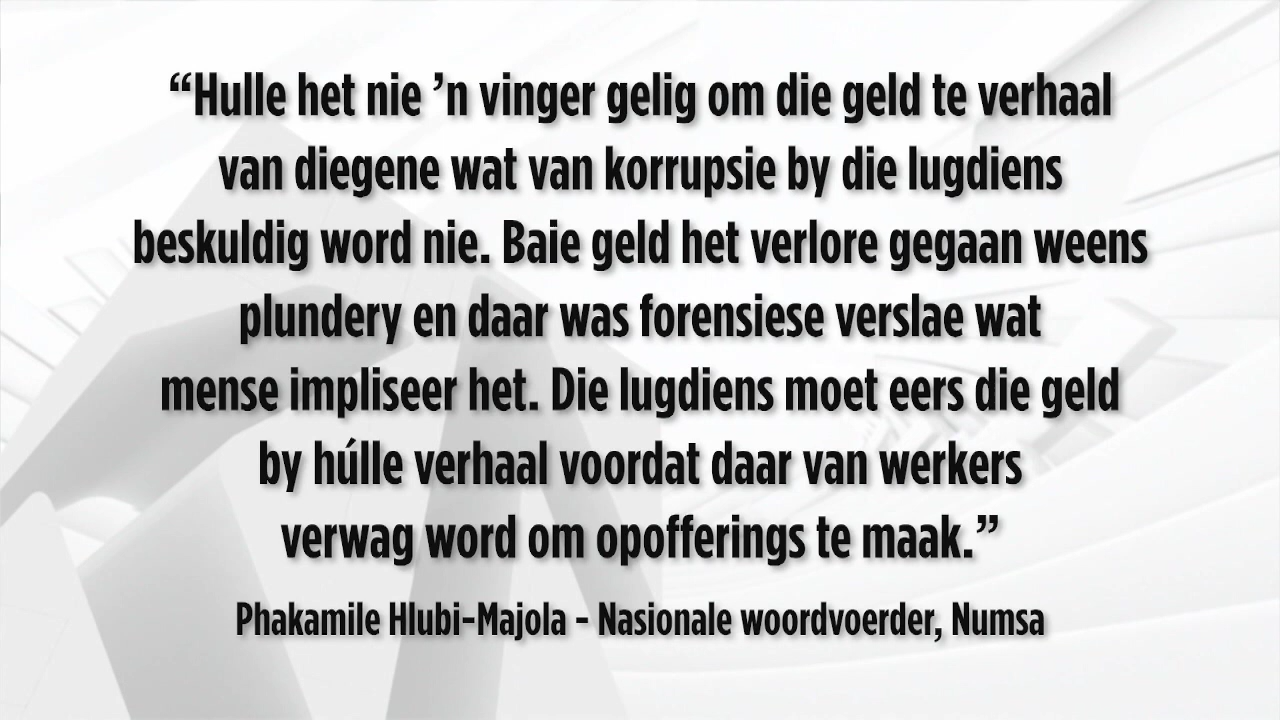 “Hulle het nie ’n vinger gelig om die geld te verhaal
van diegene wat van korrupsie by die lugdiens
beskuldig word nie. Baie geld het verlore gegaan weens
plundery en daar was forensiese verslae wat
mense impliseer het. Die lugdiens moet eers die geld
by húlle verhaal voordat daar van werkers
verwag word om opofferings te maak.”
Phakamile Hlubi-Majola - Nasionale woordvoerder, Numsa